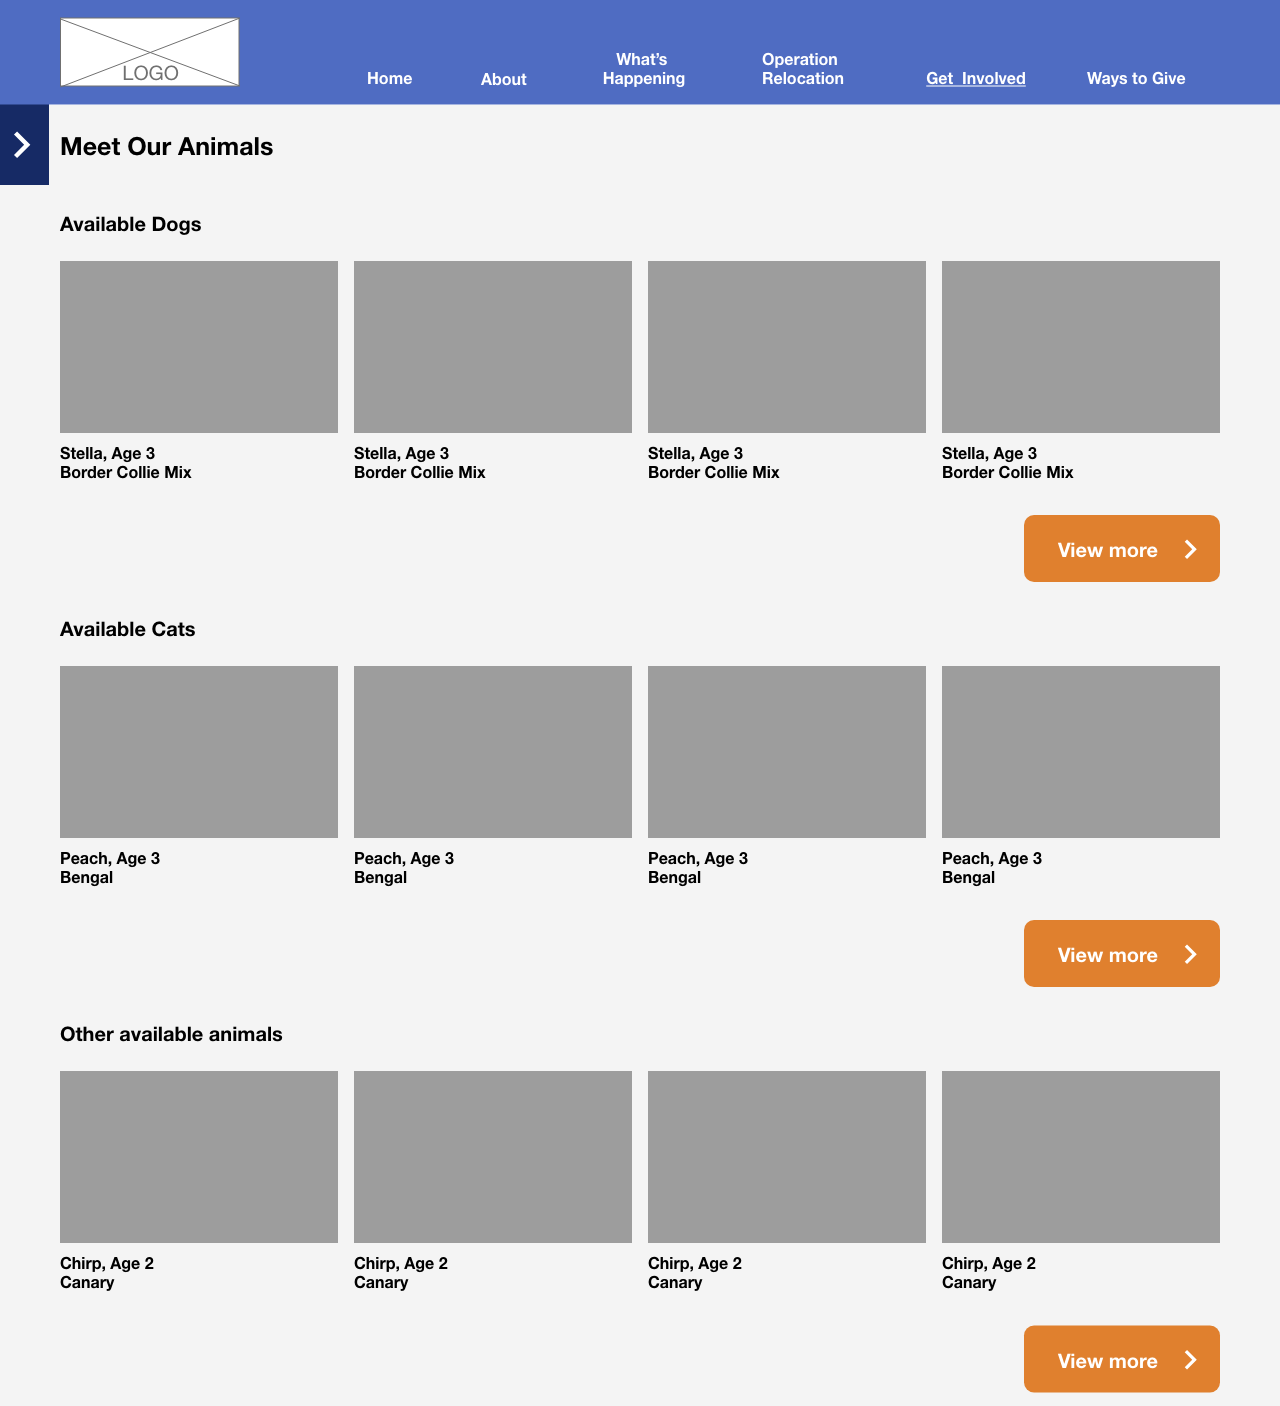 LOGO
Home
About
What’s
Happening
Operation
Relocation
Get  Involved
Ways to Give
Meet Our Animals
Available Dogs
Stella, Age 3
Border Collie Mix
Stella, Age 3
Border Collie Mix
Stella, Age 3
Border Collie Mix
Stella, Age 3
Border Collie Mix
View more
Available Cats
Peach, Age 3
Bengal
Peach, Age 3
Bengal
Peach, Age 3
Bengal
Peach, Age 3
Bengal
View more
Other available animals
Chirp, Age 2
Canary
Chirp, Age 2
Canary
Chirp, Age 2
Canary
Chirp, Age 2
Canary
View more